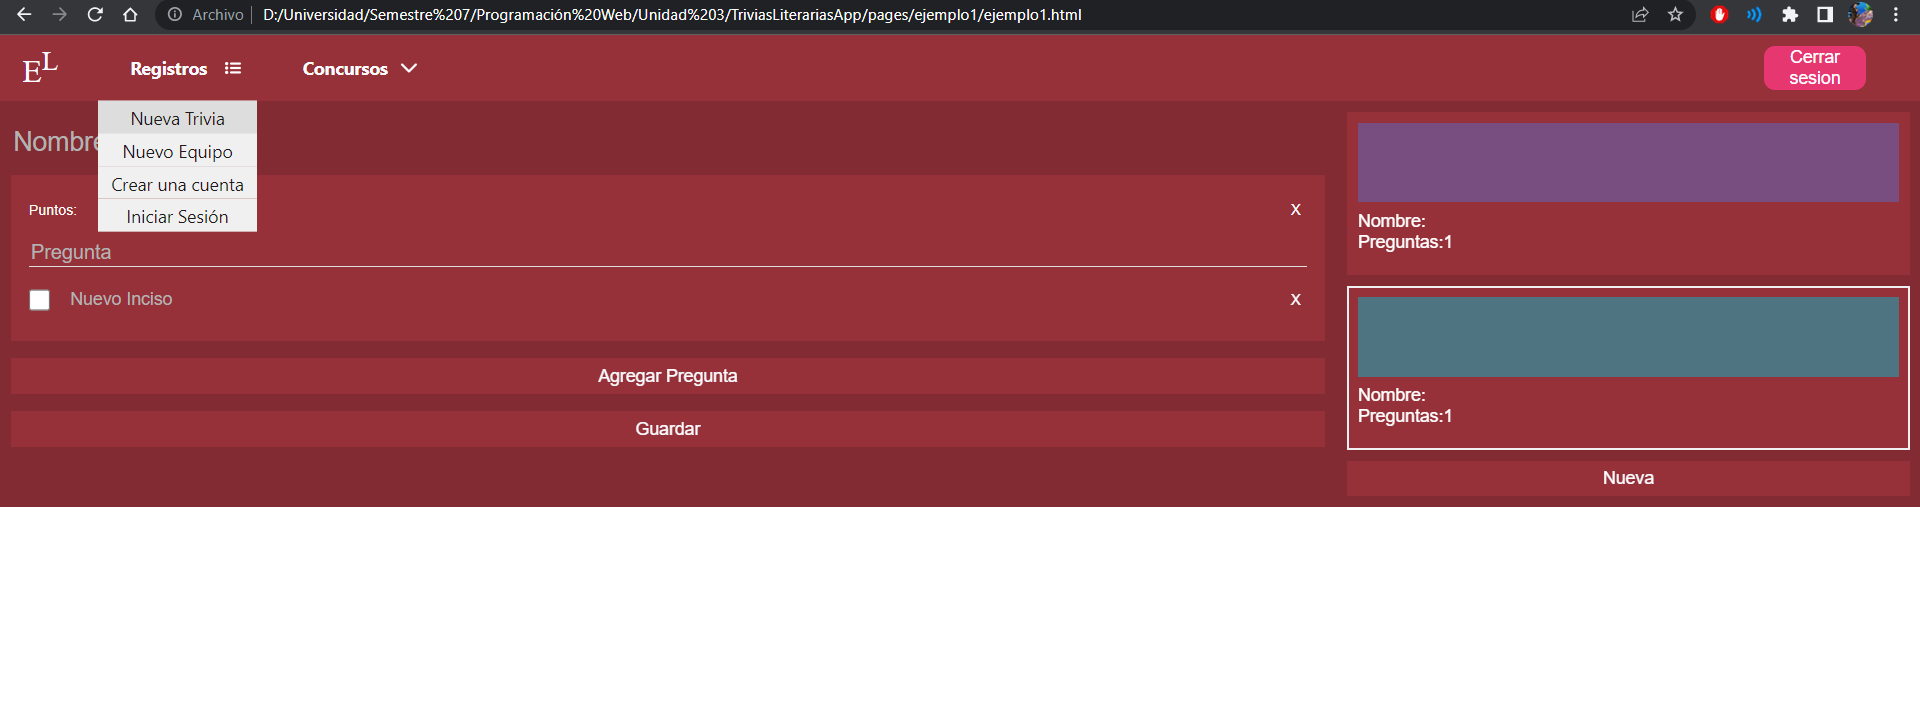 Archivo D:/Universidad/Semestre%207/Programación%20Web/Unidad%203/TriviasLiterariasApp/pages/ejemplo1/ejemplo1.html
EL
Registros
Concursos
Cerrar
sesion
Nueva Trivia
Nuevo Equipo
Crear una cuenta
Iniciar Sesión
Nombre
Puntos:
X
Pregunta
Nuevo Inciso
X
Agregar Pregunta
Guardar
Nombre:
Preguntas:1
Nombre:
Preguntas:1
Nueva